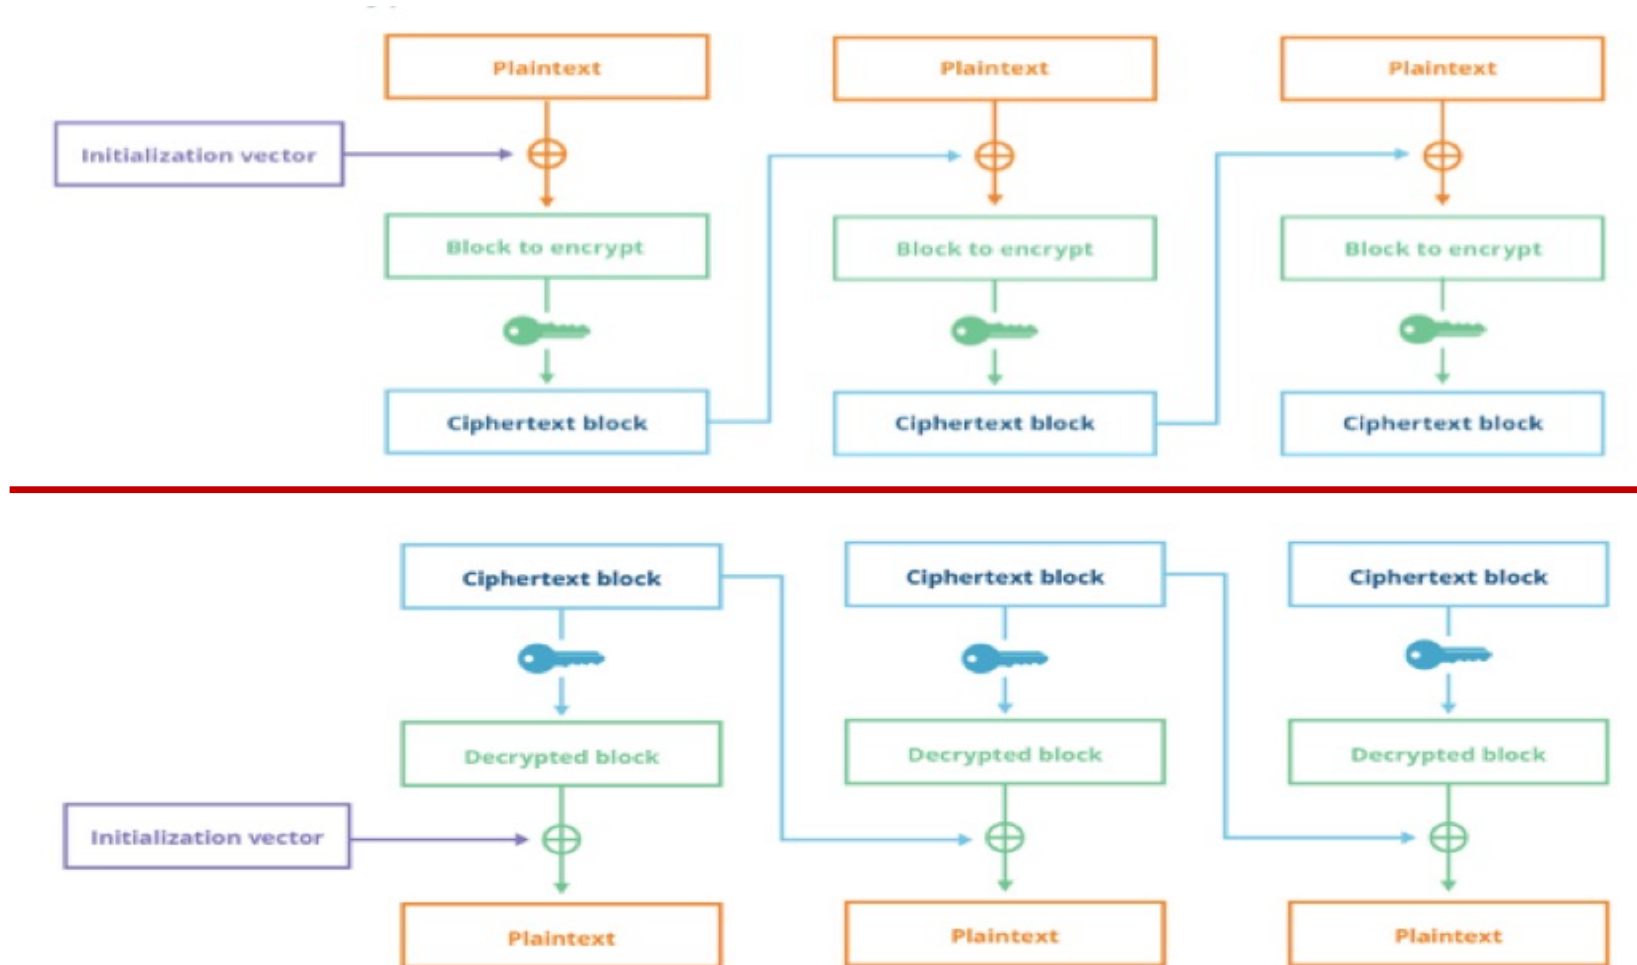 Plaintext
Plaintext
Plaintext
Initialization vector
Block to encrypt
Block to encrypt
Block to encrypt
Ciphertext block
Ciphertext block
Ciphertext block
Ciphertext block
Ciphertext block
Ciphertext block
Decrypted block
Decrypted block
Decrypted block
Initialization vector
Plaintext
Plaintext
Plaintext